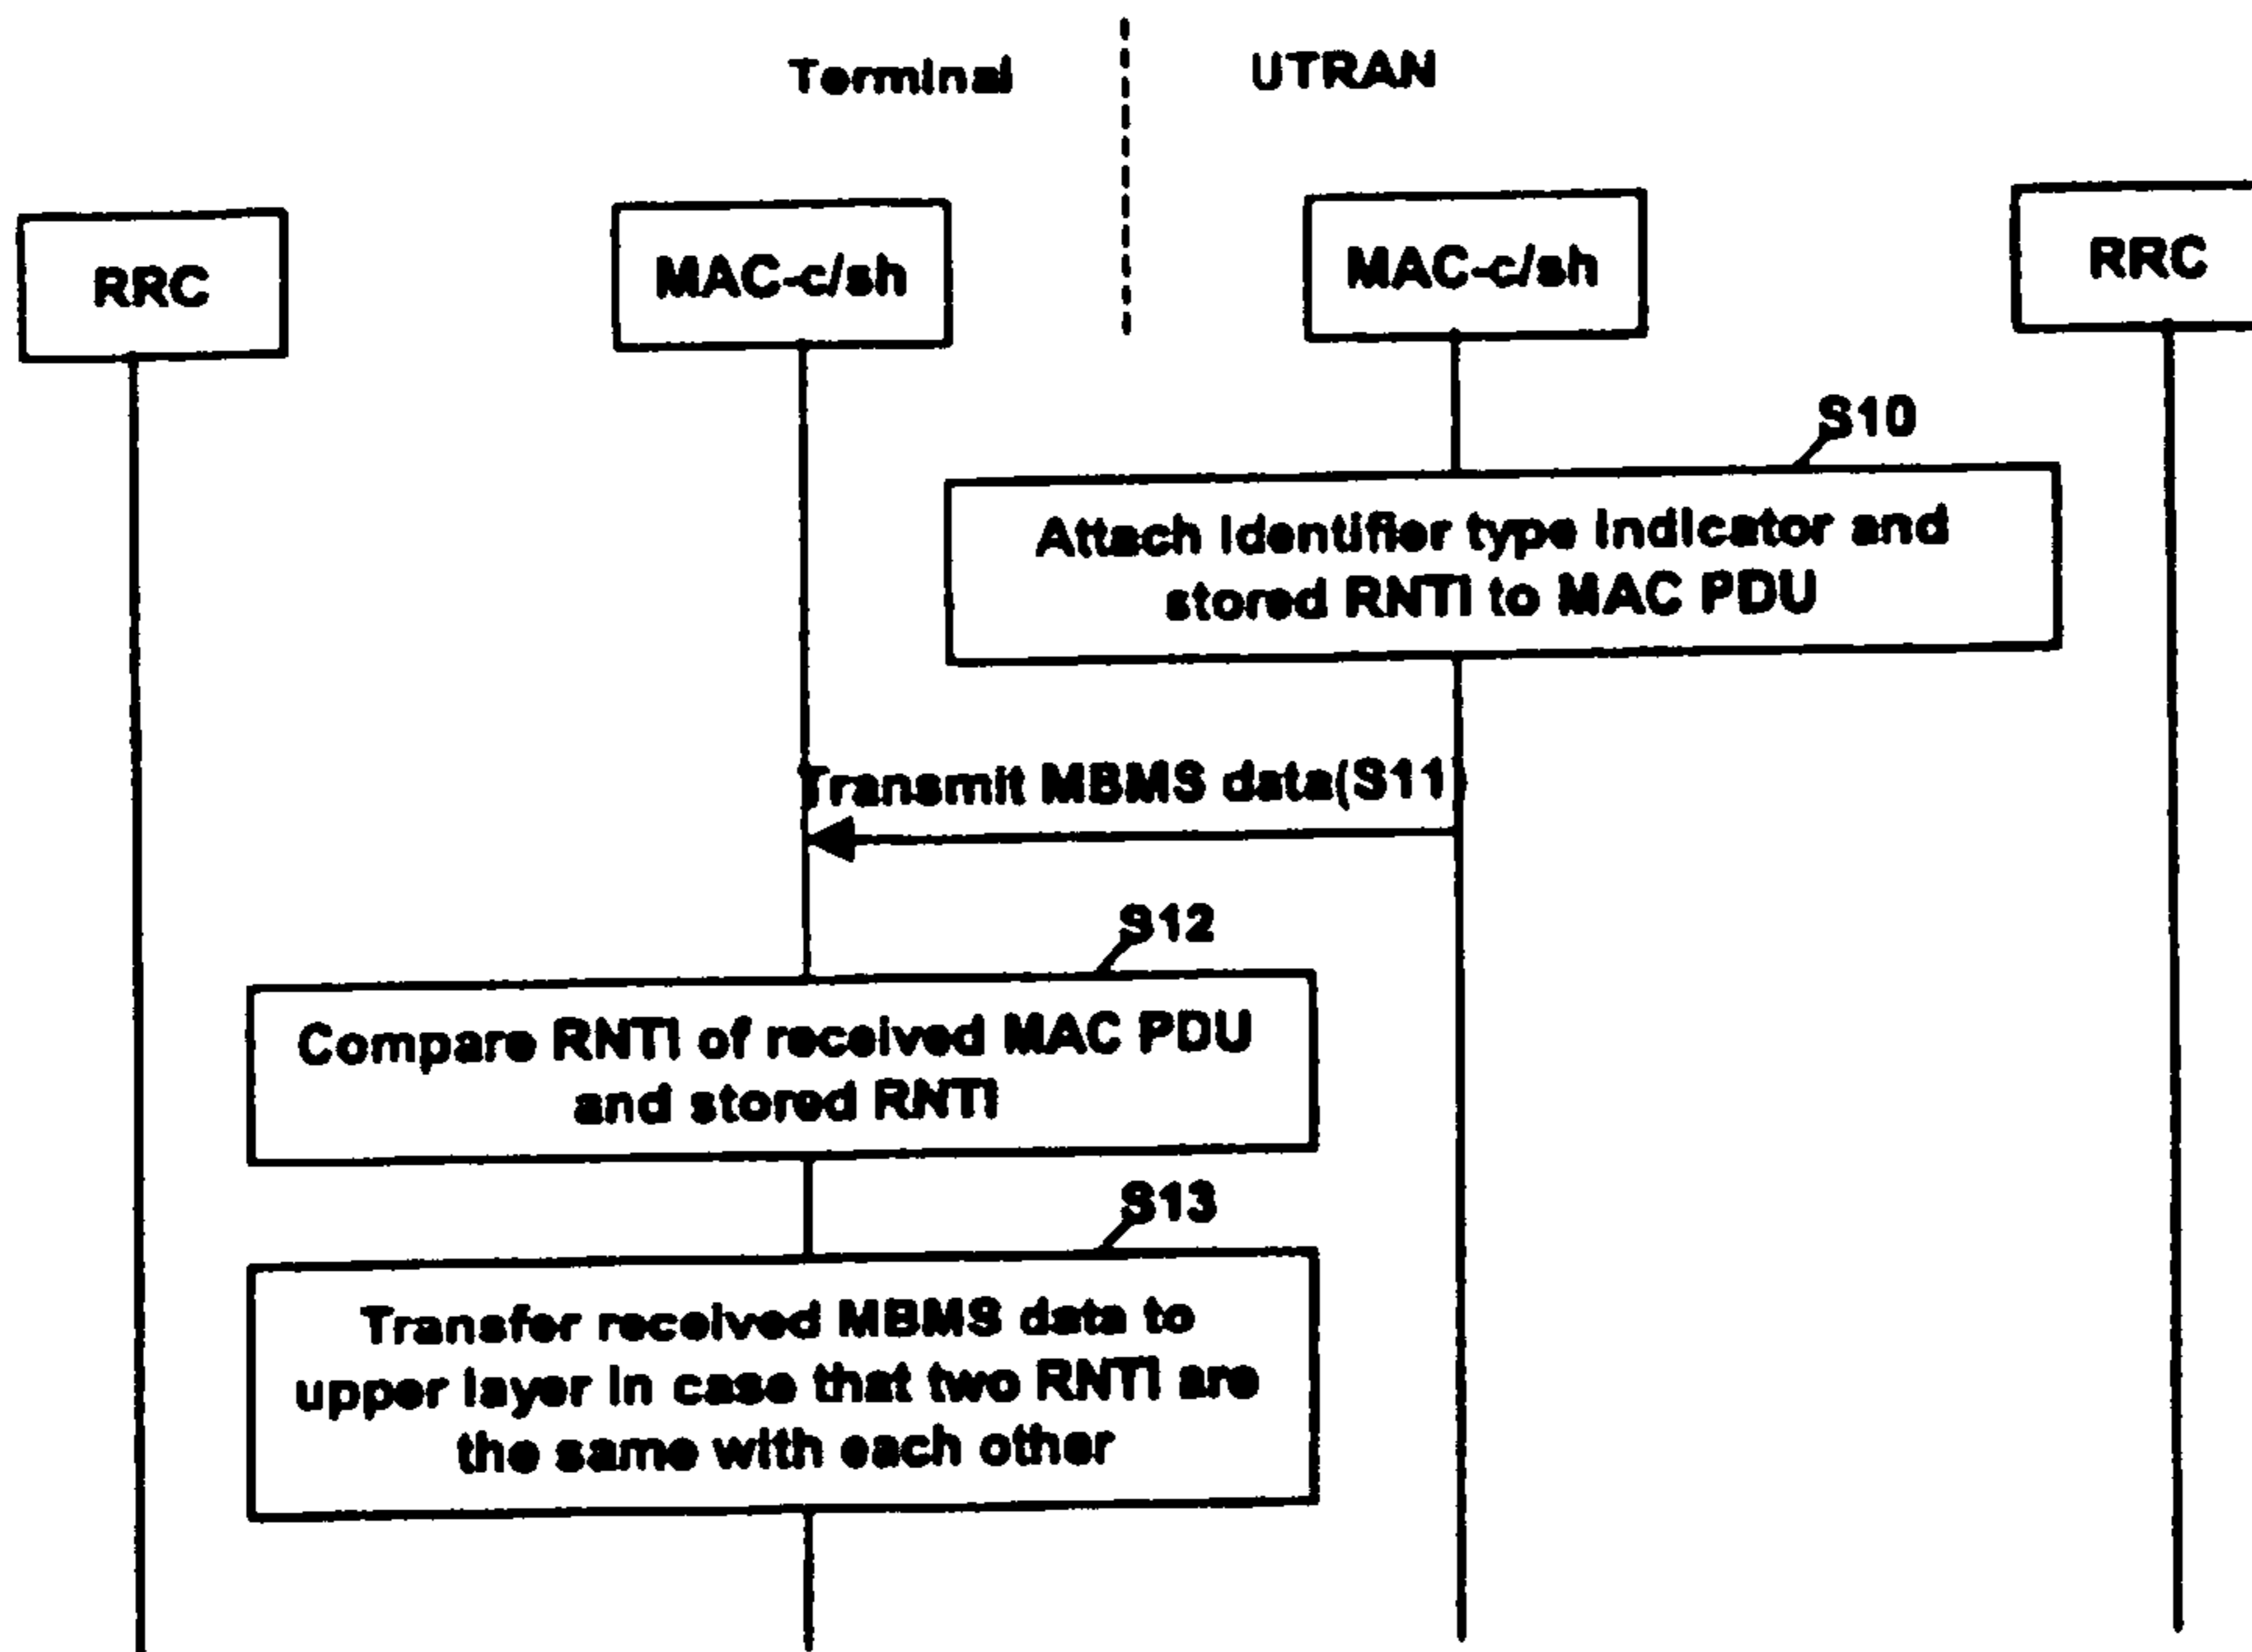 Terminal
UTRAN
RRC
MAC-c/sh
MAC-c/sh
RRC
S10
Attach identifier type indicator and
stored RNTI to MAC PDU
Transmit MBMS data(S11)
S12
Compare RNTI of received MAC PDU
and stored RNTI
S13
Transfer received MBMS data to
upper layer in case that two RNTI are
the same with each other